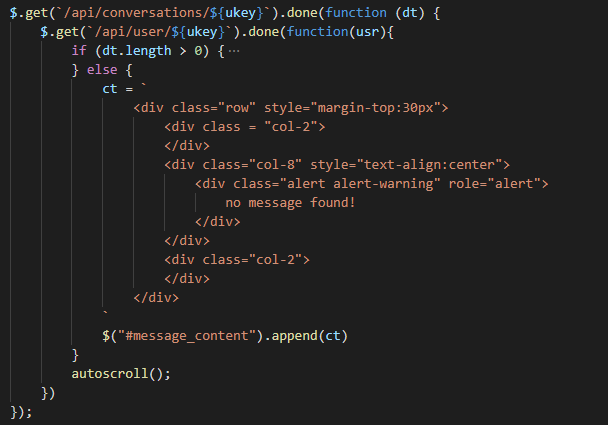 $.get(`/api/conversations/${ukey}`).done(function (dt) {
    $.get(`/api/user/${ukey}`).done(function(usr){
        if (dt.length > 0) {⋯
        } else {
            ct = `
                <div class="row" style="margin-top:30px">
                    <div class = "col-2">
                    </div>
                    <div class="col-8" style="text-align:center">
                        <div class="alert alert-warning" role="alert">
                            no message found!
                        </div>
                    </div>
                    <div class="col-2">
                    </div>
                </div>
            `
            $("#message_content").append(ct)
        }
        autoscroll();
    })
});